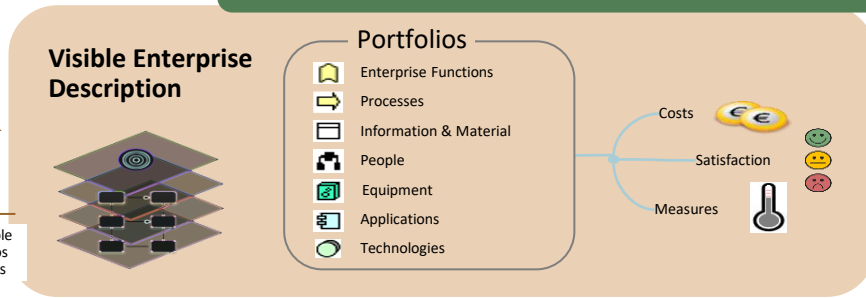 Visible Enterprise
Description
Portfolios
Enterprise Functions
Processes
Information & Material
People
Equipment
Applications
Technologies
Costs
€ €
Satisfaction
Measures